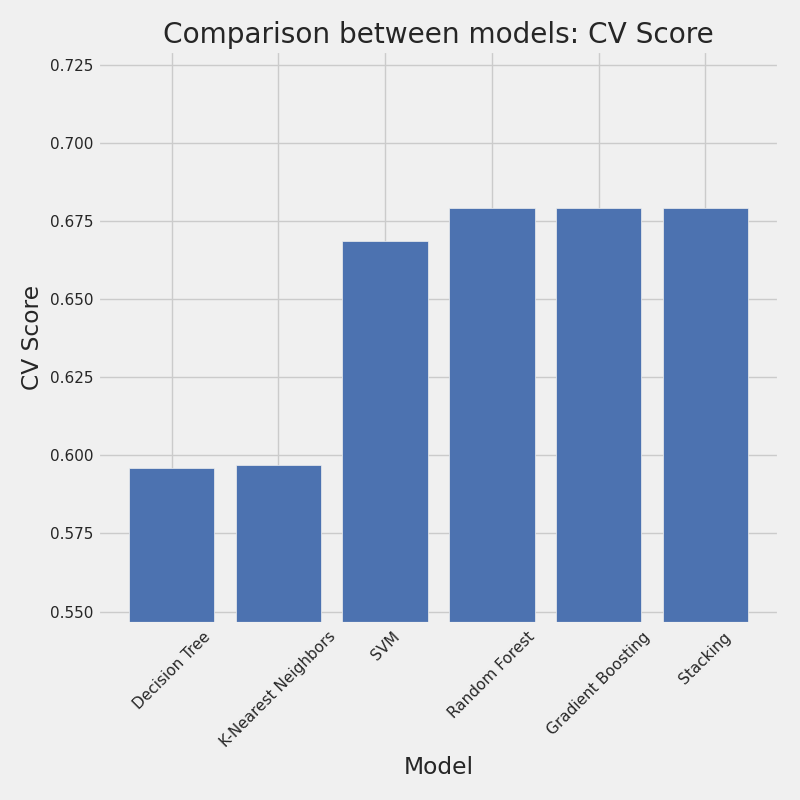 Comparison between models: CV Score
0.725
0.700
0.675
0.650
0.625
0.600
0.575
0.550
CV Score
Decision Tree
K-Nearest Neighbors
SVM
Random Forest
Gradient Boosting
Stacking
Model